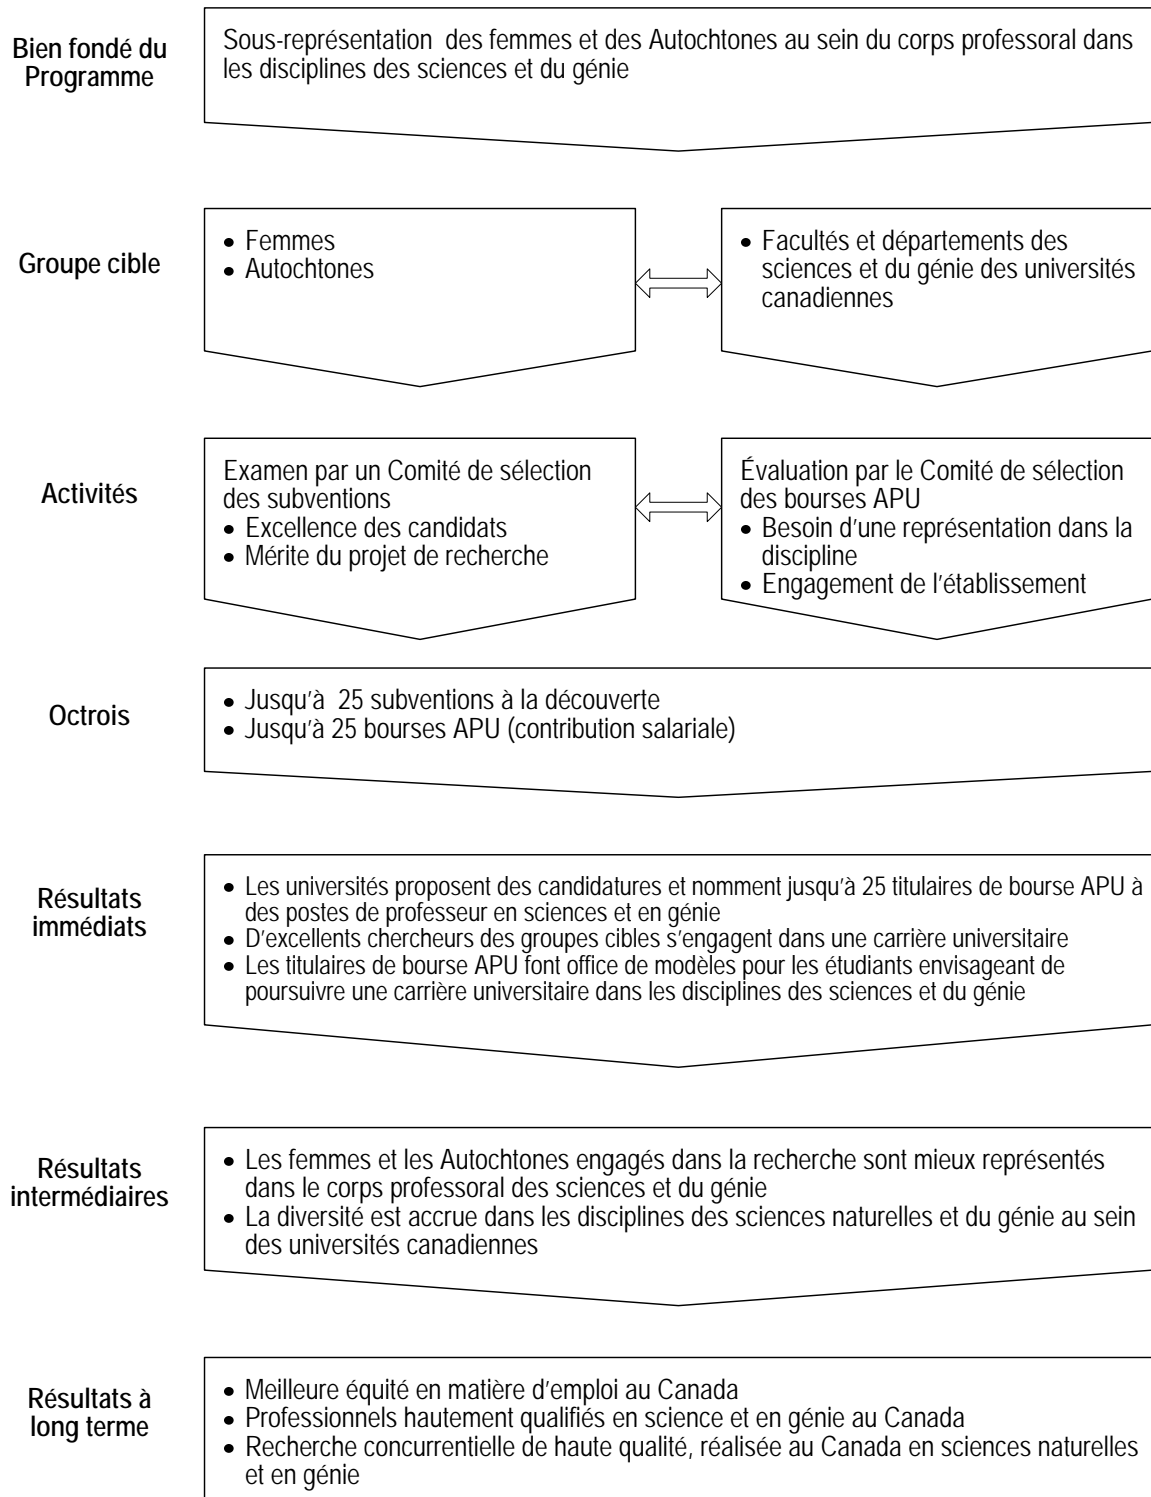 Bien fondé du
Programme
Sous-représentation des femmes et des Autochtones au sein du corps professoral dans
les disciplines des sciences et du génie
Groupe cible
• Femmes
• Autochtones
• Facultés et départements des
sciences et du génie des universités
canadiennes
Activités
Examen par un Comité de sélection
des subventions
• Excellence des candidats
• Mérite du projet de recherche
Évaluation par le Comité de sélection
des bourses APU
• Besoin d'une représentation dans la
discipline
• Engagement de l'établissement
Octrois
• Jusqu'à 25 subventions à la découverte
• Jusqu'à 25 bourses APU (contribution salariale)
Résultats
immédiats
• Les universités proposent des candidatures et nomment jusqu'à 25 titulaires de bourse APU à
des postes de professeur en sciences et en génie
• D'excellents chercheurs des groupes cibles s'engagent dans une carrière universitaire
• Les titulaires de bourse APU font office de modèles pour les étudiants envisageant de
poursuivre une carrière universitaire dans les disciplines des sciences et du génie
Résultats
intermédiaires
• Les femmes et les Autochtones engagés dans la recherche sont mieux représentés
dans le corps professoral des sciences et du génie
• La diversité est accrue dans les disciplines des sciences naturelles et du génie au sein
des universités canadiennes
Résultats à
long terme
• Meilleure équité en matière d'emploi au Canada
• Professionnels hautement qualifiés en science et en génie au Canada
• Recherche concurrentielle de haute qualité, réalisée au Canada en sciences naturelles
et en génie